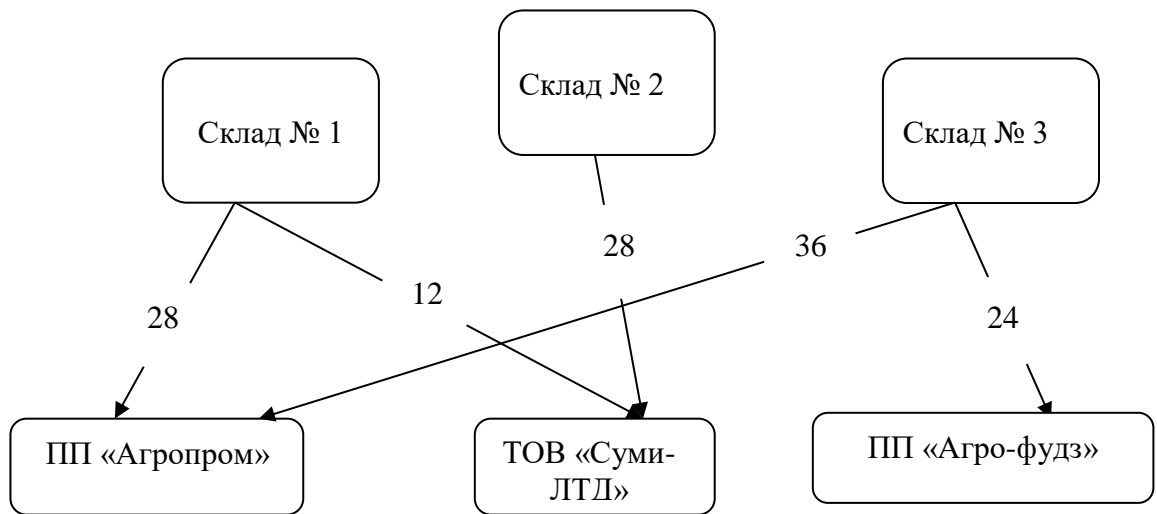 Склад № 1
Склад № 2
Склад № 3
28
12
28
36
24
ПП «Агропром»
ТОВ «Суми-
ЛТД»
ПП «Агро-фудз»